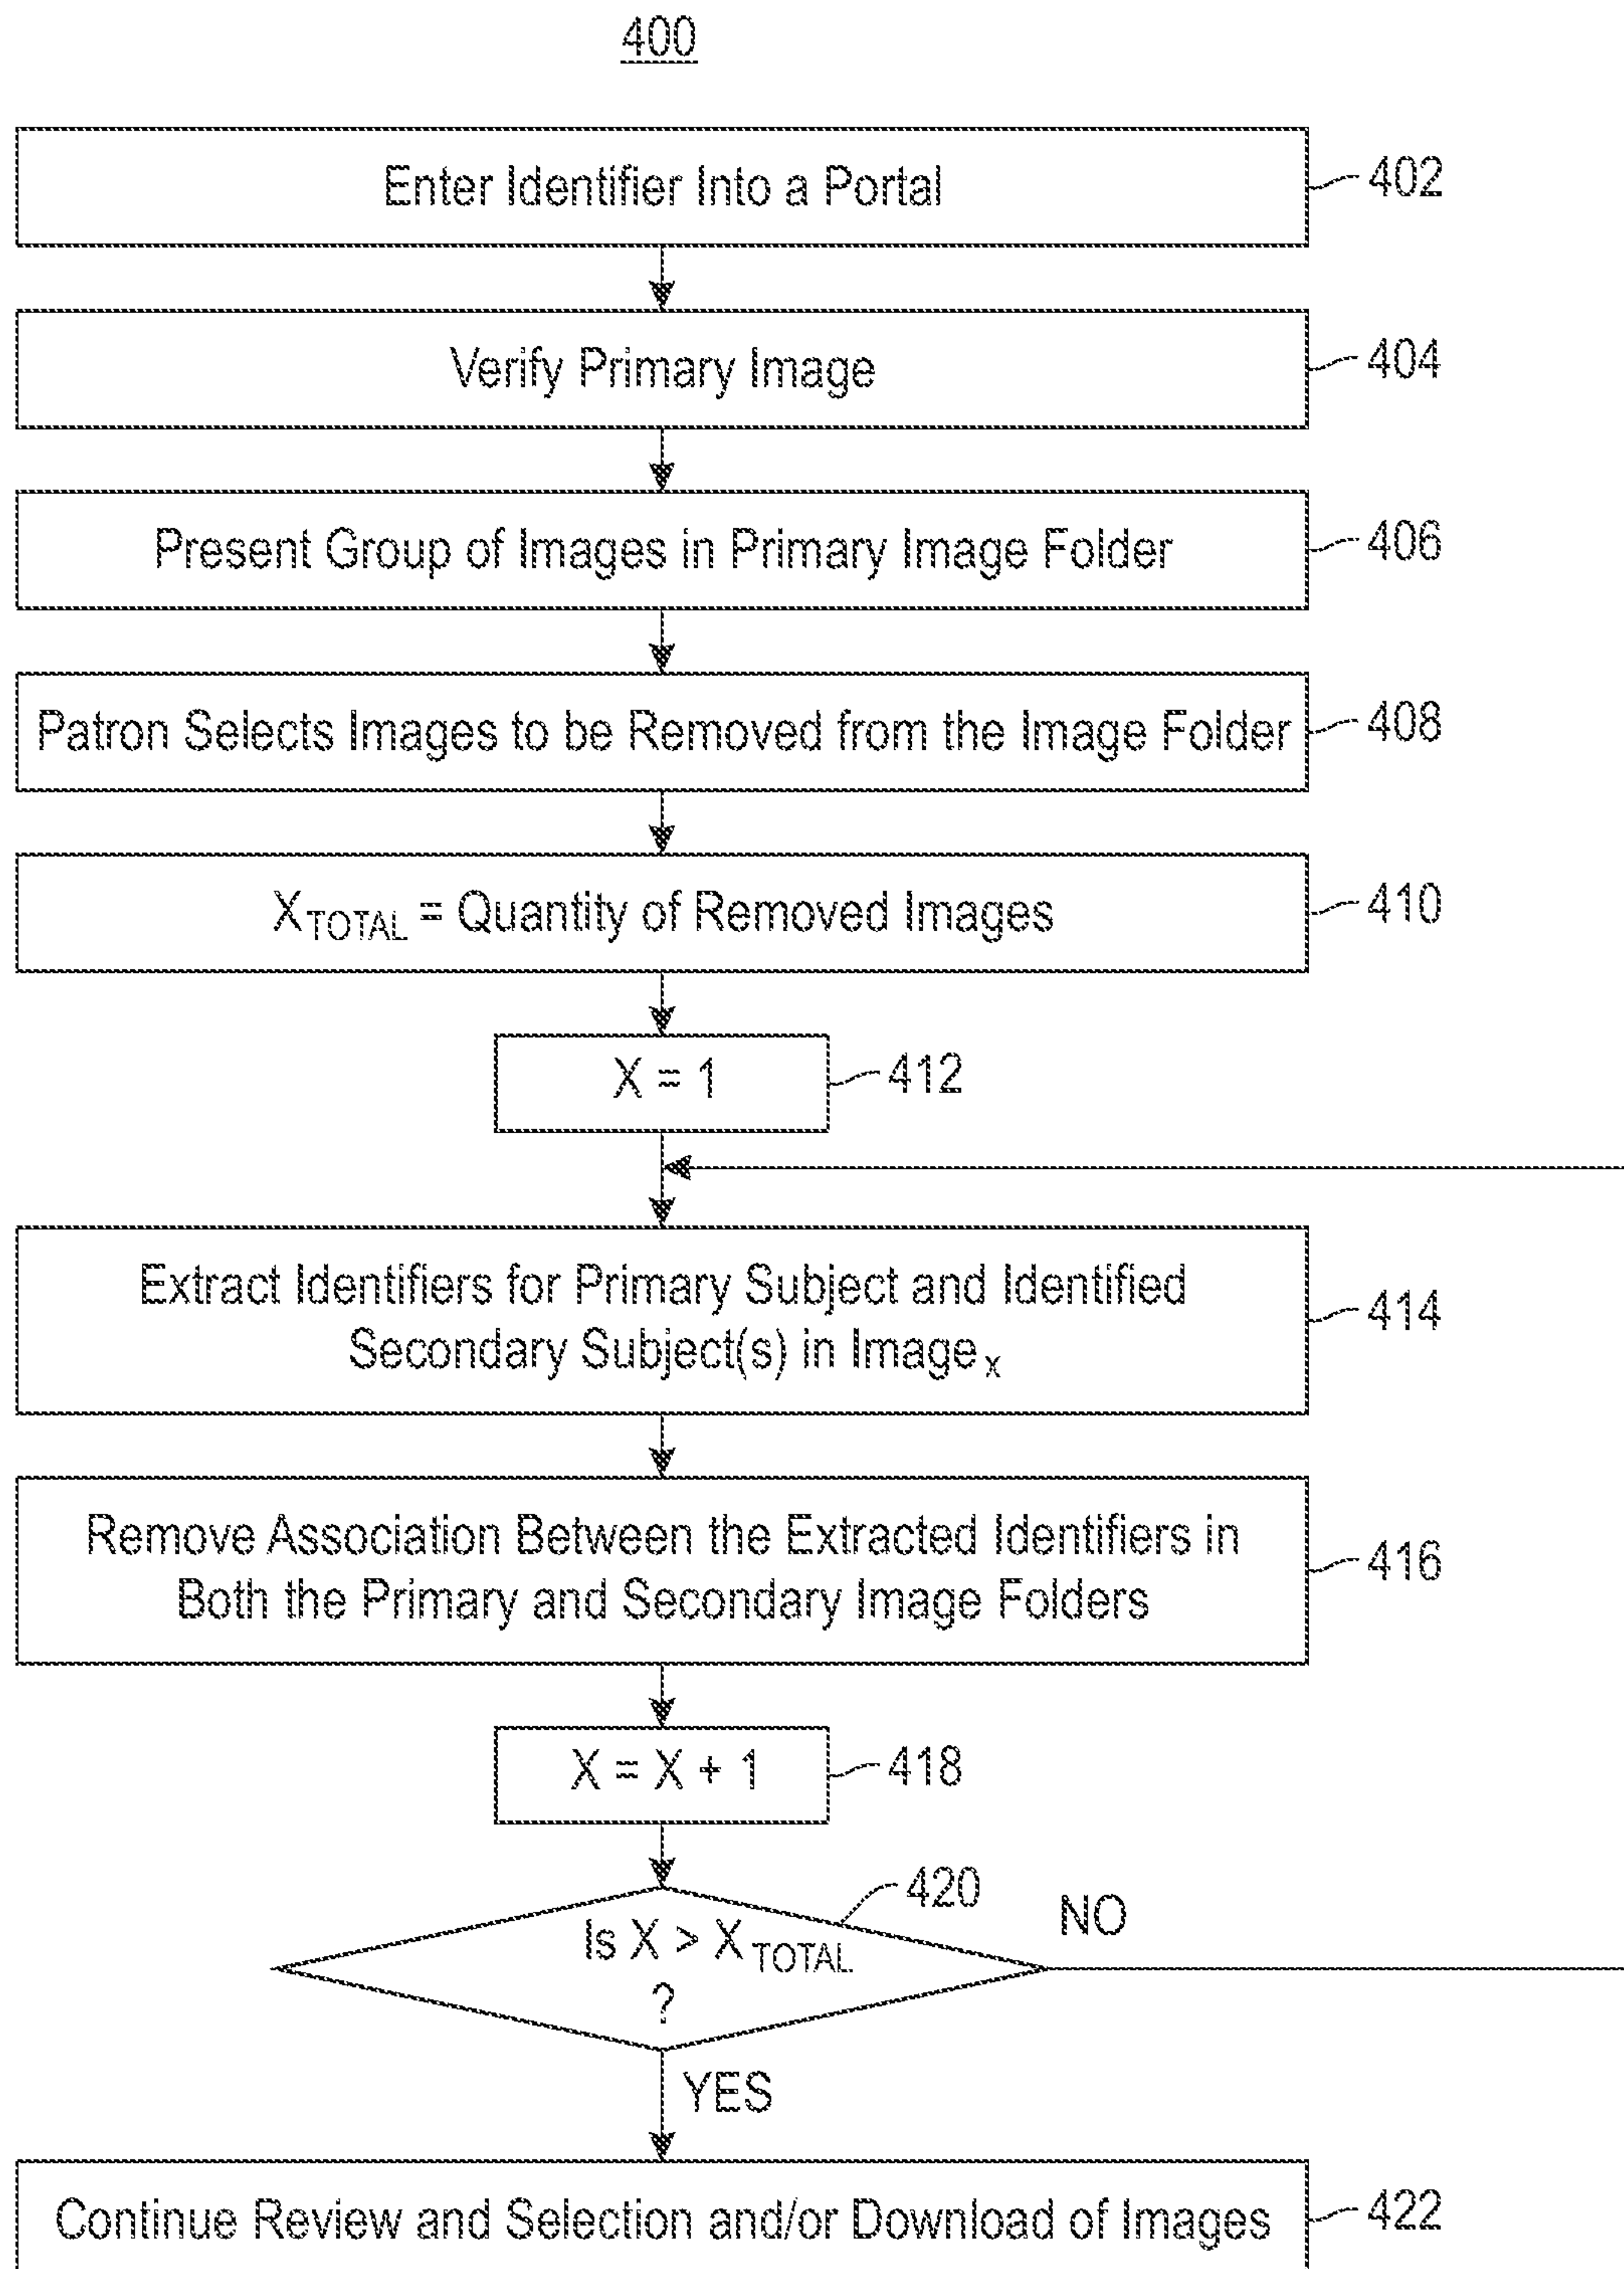 400
Enter Identifier Into a Portal
402
Verify Primary Image
404
Present Group of Images in Primary Image Folder
406
Patron Selects Images to be Removed from the Image Folder
408
X TOTAL = Quantity of Removed Images
410
X = 1
412
Extract Identifiers for Primary Subject and Identified
Secondary Subject(s) in Image x
414
Remove Association Between the Extracted Identifiers in
Both the Primary and Secondary Image Folders
416
X = X + 1
418
420
Is X > X TOTAL
?
NO
YES
Continue Review and Selection and/or Download of Images
422